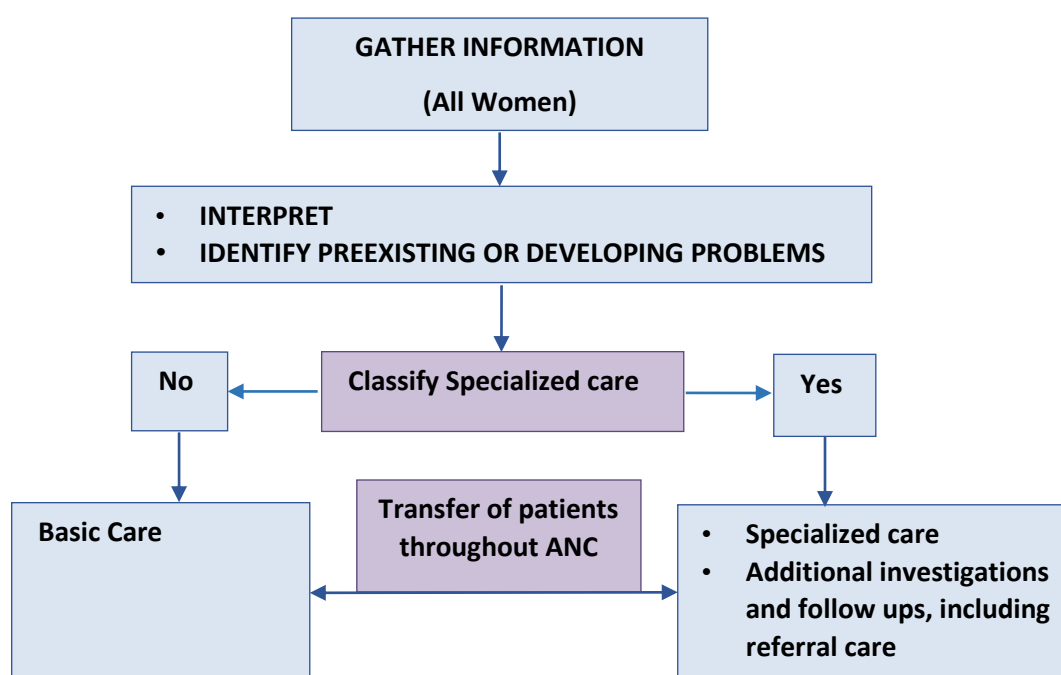 GATHER INFORMATION
(All Women)
• INTERPRET
• IDENTIFY PREEXISTING OR DEVELOPING PROBLEMS
No
Classify Specialized care
Yes
Basic Care
Transfer of patients
throughout ANC
• Specialized care
• Additional investigations
and follow ups, including
referral care